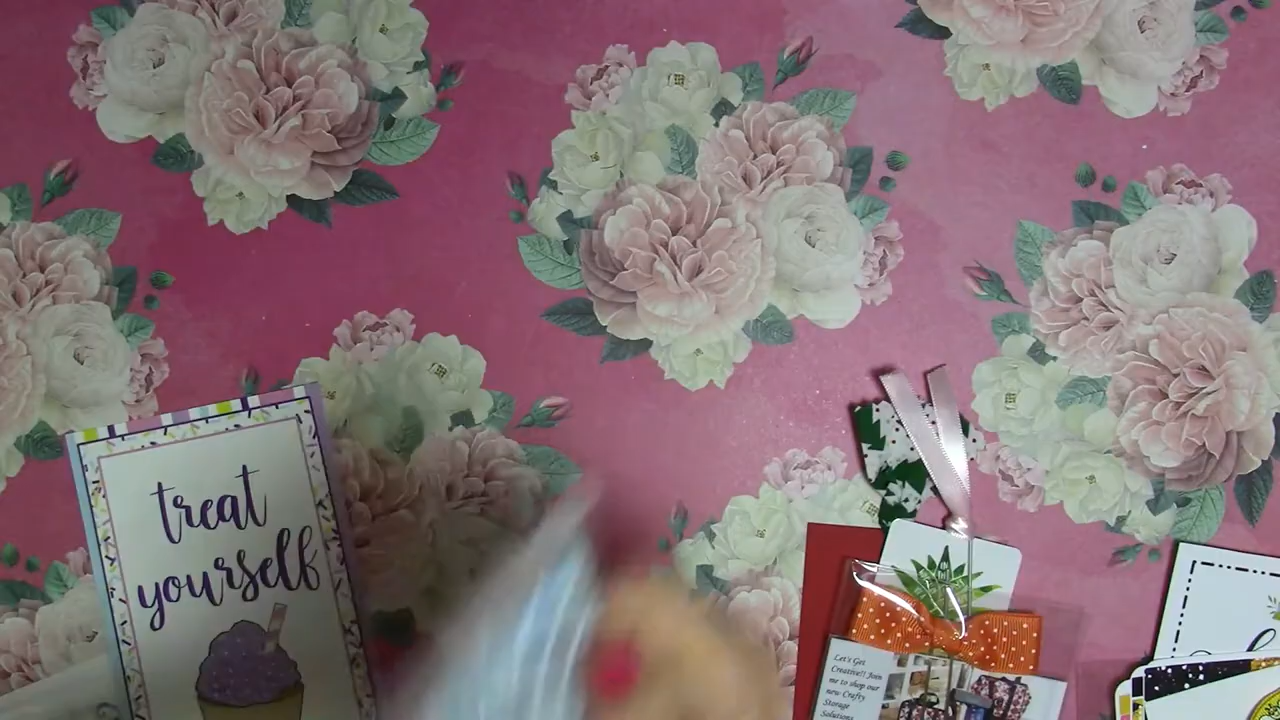 treat
yourself
Let's Get
Creative!! Join
me to shop our
new Crafty
Storage
Solutions